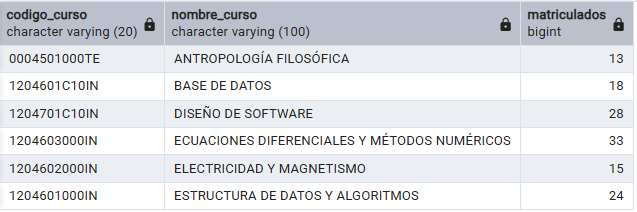 codigo_curso nombre_curso matriculados
character varying (20) character varying (100) bigint
0004501000TE ANTROPOLOGÍA FILOSÓFICA 13
1204601C10IN BASE DE DATOS 18
1204701C10IN DISEÑO DE SOFTWARE 28
1204603000IN ECUACIONES DIFERENCIALES Y MÉTODOS NUMÉRICOS 33
1204602000IN ELECTRICIDAD Y MAGNETISMO 15
1204601000IN ESTRUCTURA DE DATOS Y ALGORITMOS 24